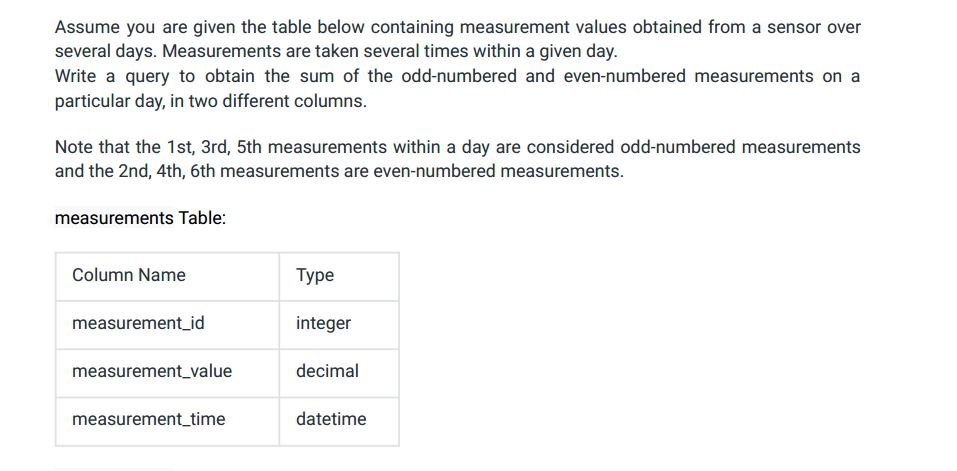 Assume you are given the table below containing measurement values obtained from a sensor over
several days. Measurements are taken several times within a given day.
Write a query to obtain the sum of the odd-numbered and even-numbered measurements on a
particular day, in two different columns.
Note that the 1st, 3rd, 5th measurements within a day are considered odd-numbered measurements
and the 2nd, 4th, 6th measurements are even-numbered measurements.
measurements Table:
Column Name Type
measurement_id integer
measurement_value decimal
measurement_time datetime